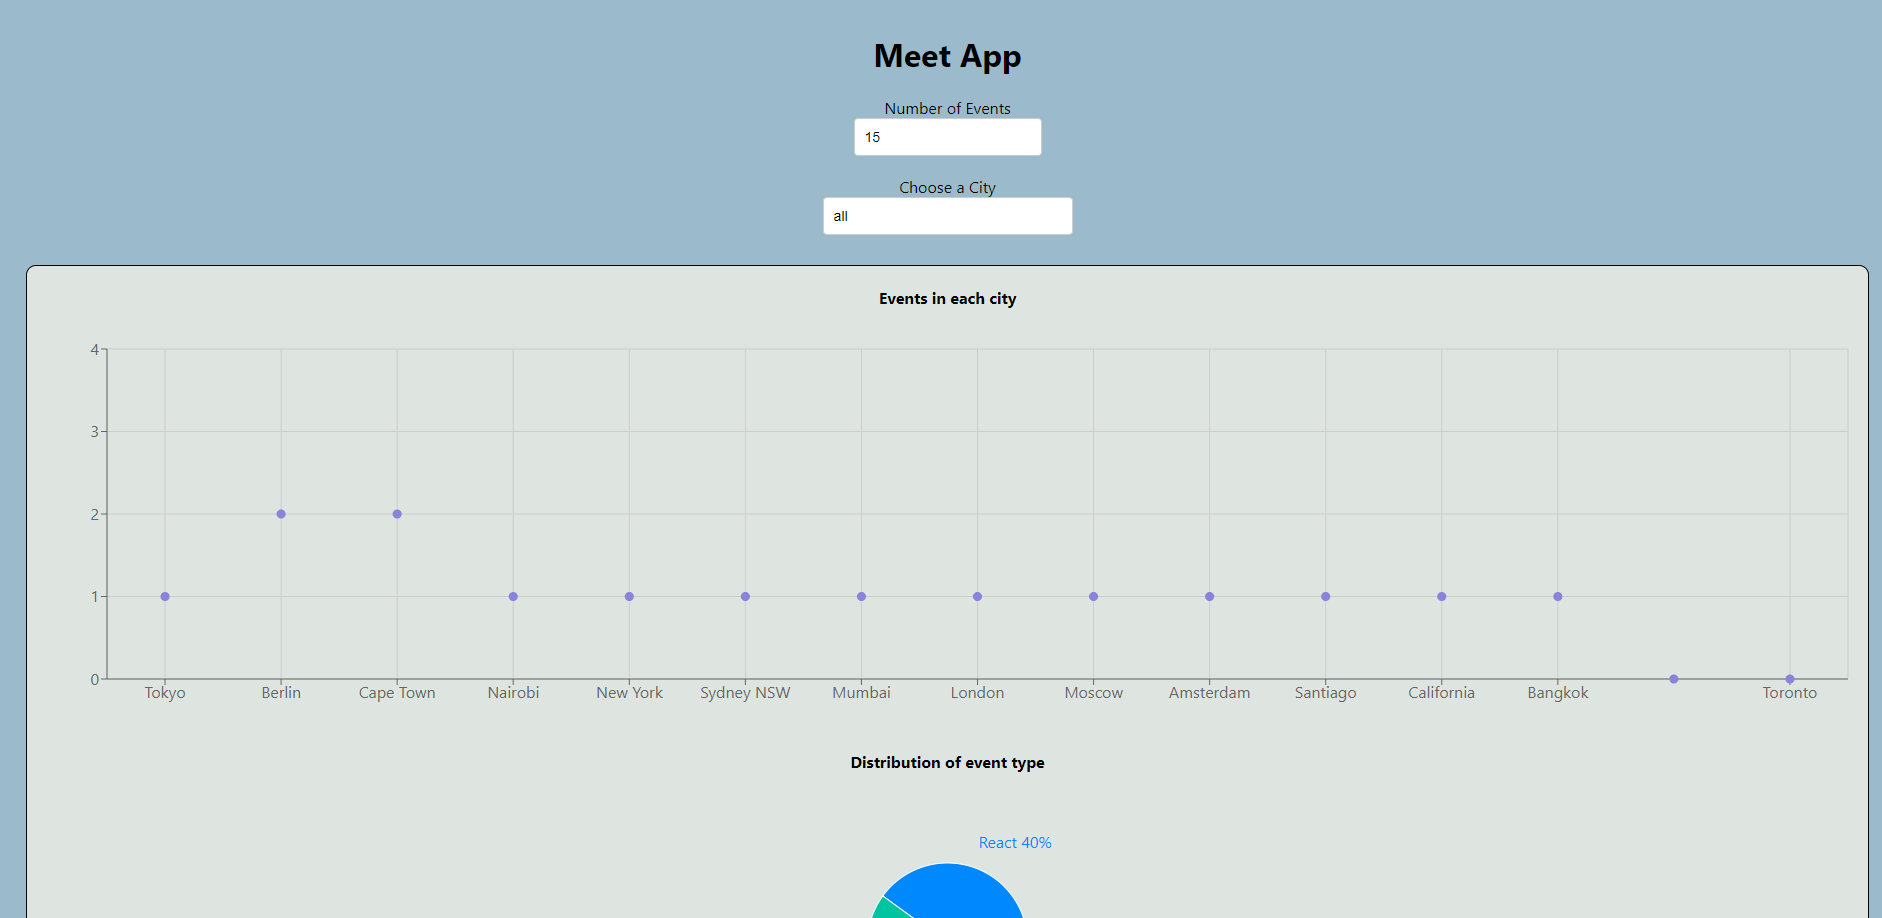 Meet App
Number of Events
15
Choose a City
all
Events in each city
4
3
2
1
0
Tokyo Berlin Cape Town Nairobi New York Sydney NSW Mumbai London Moscow Amsterdam Santiago California Bangkok Toronto
Distribution of event type
React 40%